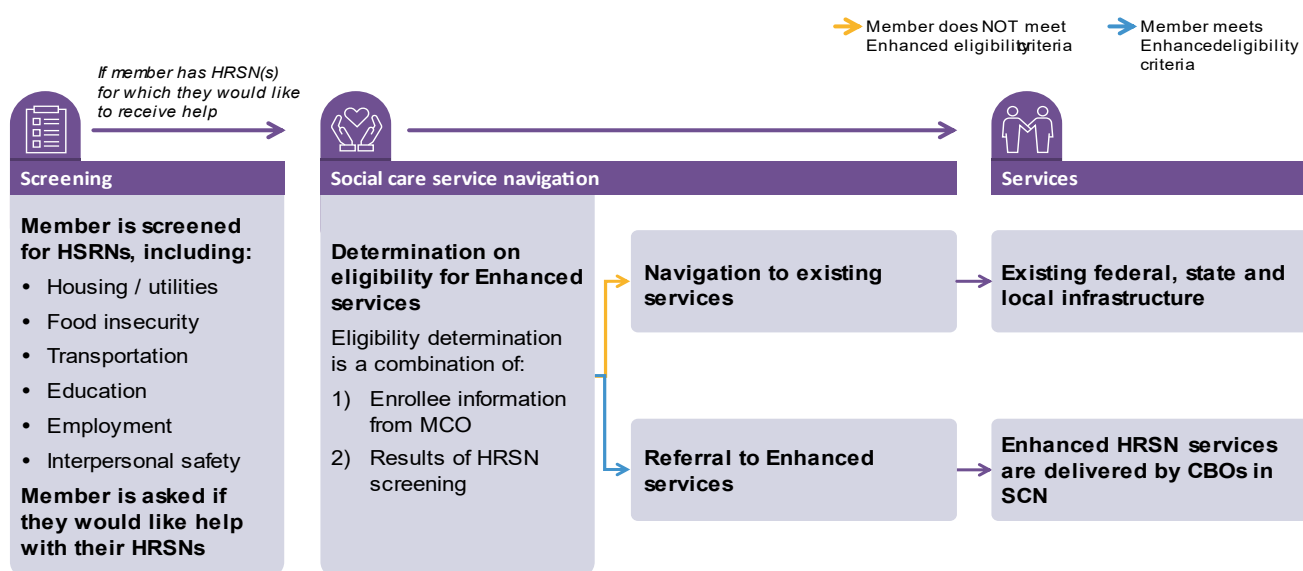 Member does NOT meet
Enhanced eligibilitycriteria
Member meets
Enhancedeligibility
criteria
If member has HRSN(s)
for which they would like
to receive help
Screening
Member is screened
for HSRNs, including:
• Housing / utilities
• Food insecurity
• Transportation
• Education
• Employment
• Interpersonal safety
Member is asked if
they would like help
with their HRSNs
Social care service navigation
Determination on
eligibility for Enhanced
services
Eligibility determination
is a combination of:
1) Enrollee information
from MCO
2) Results of HRSN
screening
Navigation to existing
services
Referral to Enhanced
services
Services
Existing federal, state and
local infrastructure
Enhanced HRSN services
are delivered by CBOs in
SCN